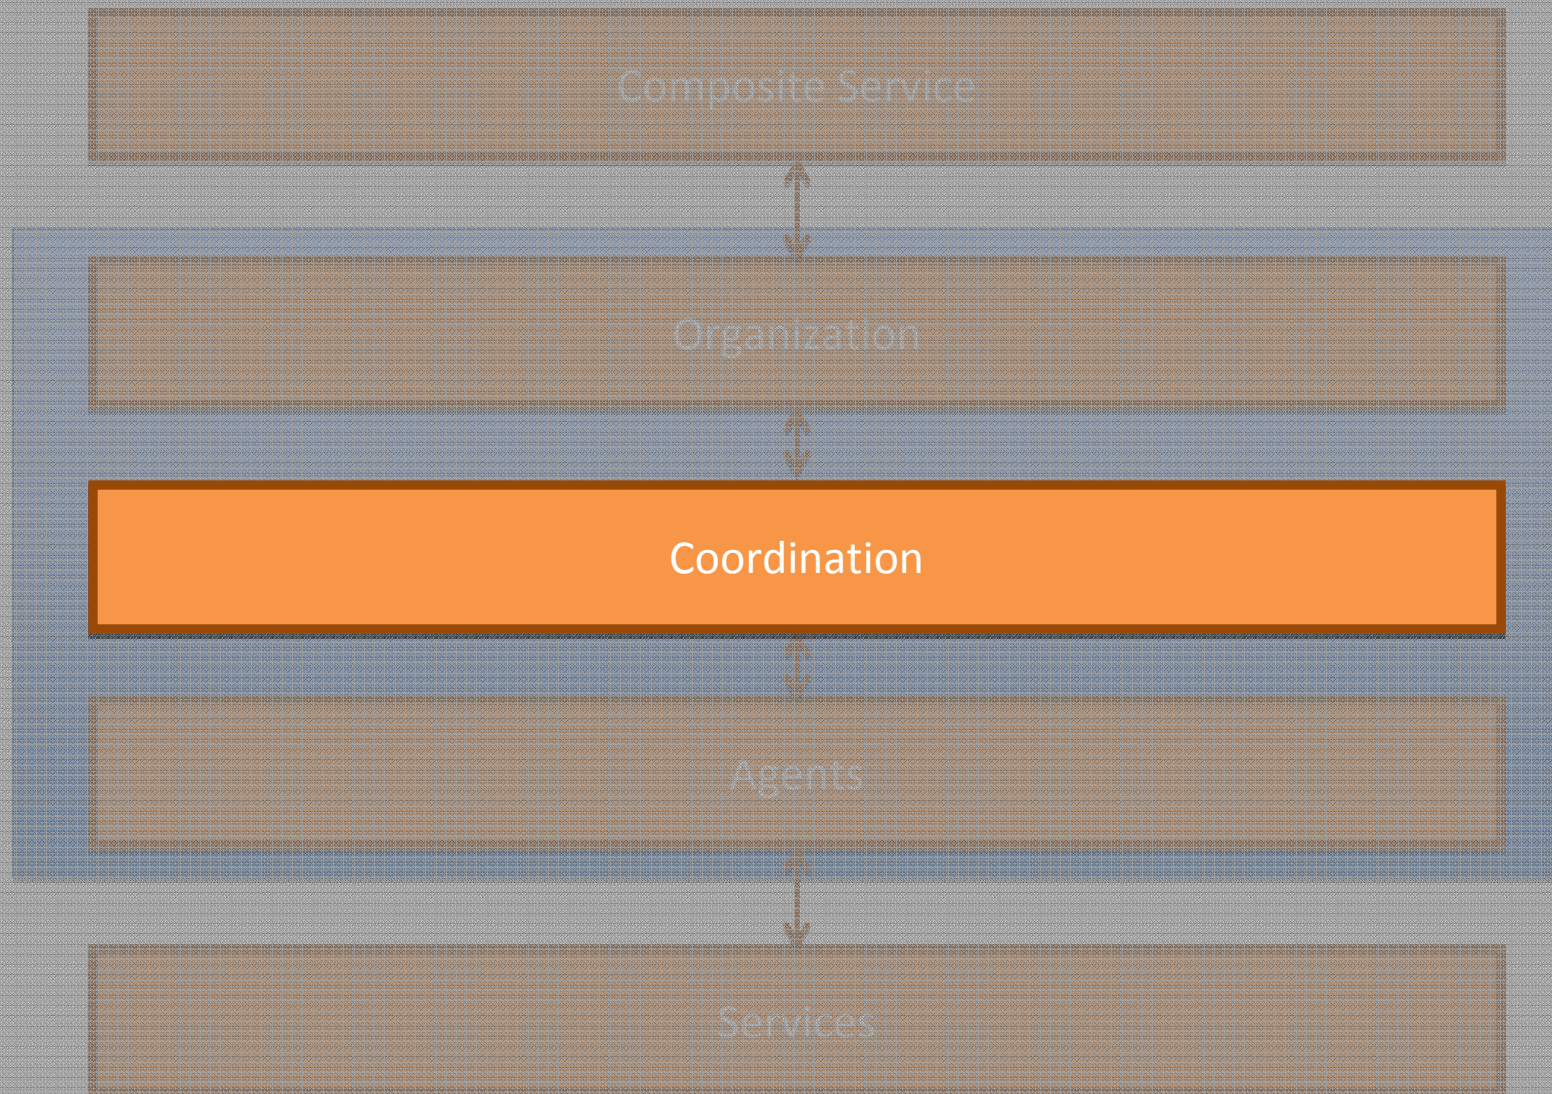 Composite Service
Organization
Coordination
Agents
Services